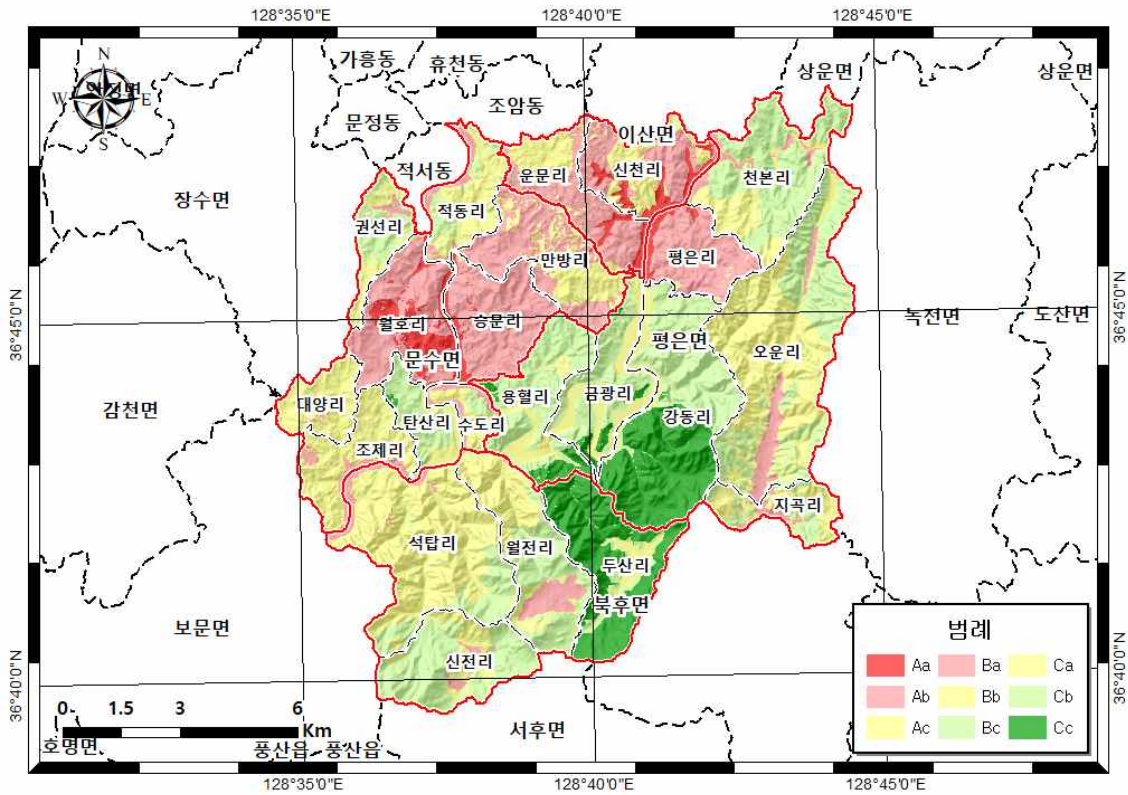 128°35'0"E 128°40'0"E 128°45'0"E
가흥동 휴천동 상운면 상운면
N
W E
S
조암동
문정동 이산면
적서동 운문리 신천리 천본리
장수면
적동리
권선리
만방리 평은리
36°45'0"N 36°45'0"N
월호리 승문리 녹전면 도산면
문수면 평은면 오운리
감천면 대양리 탄산리 수도리 용혈리 금광리 강동리
조제리
지곡리
석탑리 월전리
두산리
북후면
보문면
신전리
범례
Aa Ba Ca
Ab Bb Cb
Ac Bc Cc
36°40'0"N 36°40'0"N
0 1.5 3 6
Km
호명면 풍산읍 풍산읍 서후면
128°35'0"E 128°40'0"E 128°45'0"E